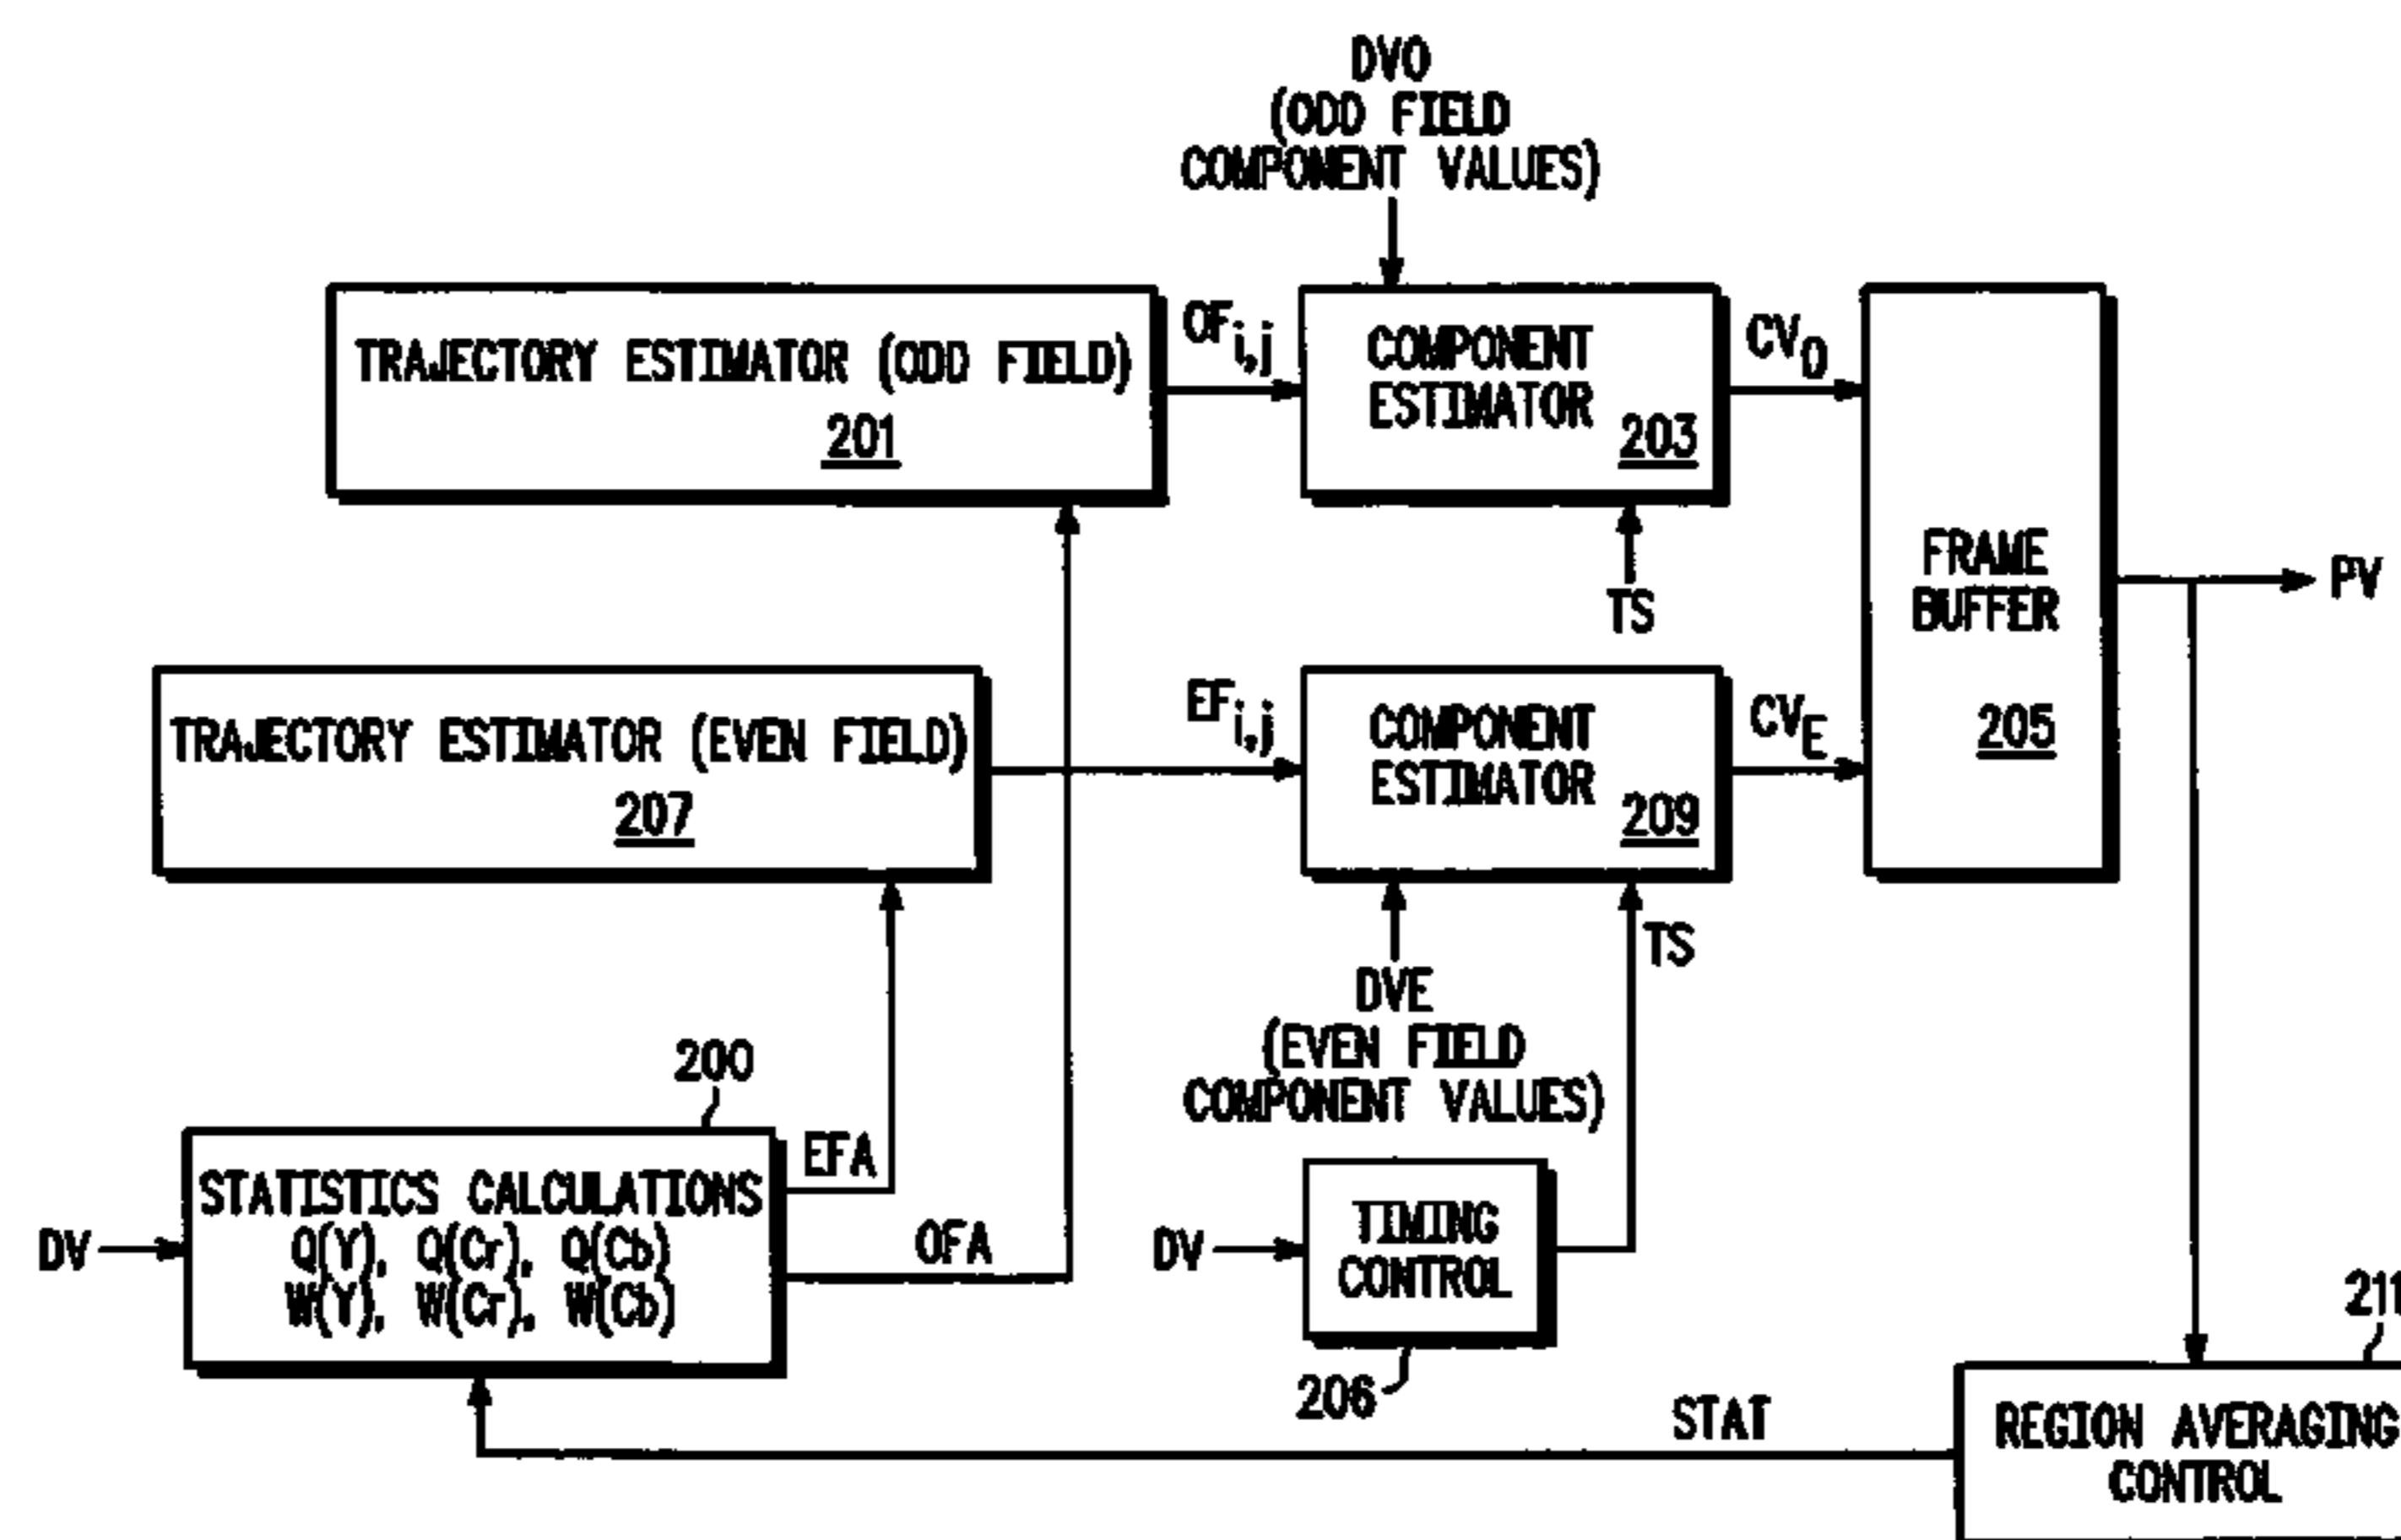 DVO
(ODD FIELD
COMPONENT VALUES)
TRAJECTORY ESTIMATOR (ODD FIELD)
201
OFi,j
COMPONENT
ESTIMATOR
203
CVO
TS
FRAME
BUFFER
205
PV
TRAJECTORY ESTIMATOR (EVEN FIELD)
207
EFi,j
COMPONENT
ESTIMATOR
209
CVE
TS
DVE
(EVEN FIELD
COMPONENT VALUES)
200
DV
STATISTICS CALCULATIONS
Q(Y), Q(Cr), Q(Cb)
W(Y), W(Cr), W(Cb)
EFA
OFA
DV
TIMING
CONTROL
206
STAT
211
REGION AVERAGING
CONTROL